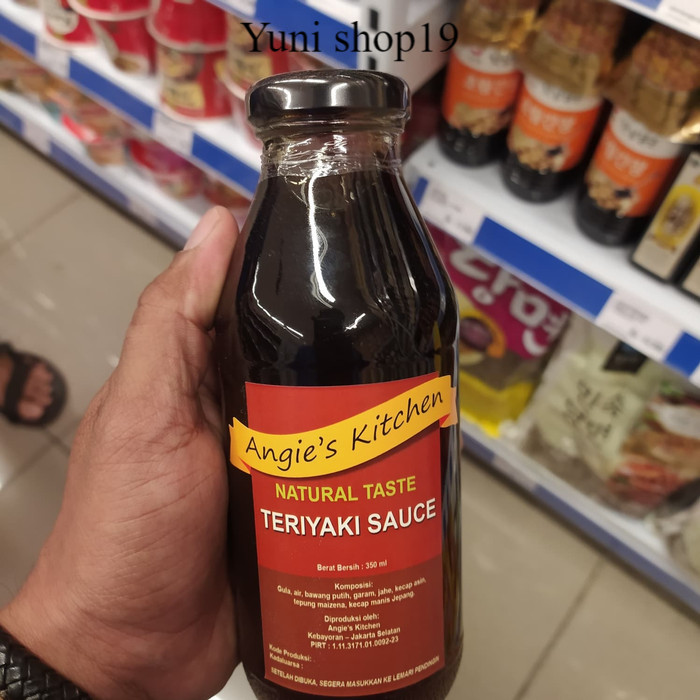 Yuni shop19
Angie's Kitchen
NATURAL TASTE
TERIYAKI SAUCE
Berat Bersih : 350 ml
Komposisi:
Gula, air, bawang putih, garam, jahe, kecap asin,
tepung maizena, kecap manis Jepang.
Diproduksi oleh:
Angie's Kitchen
Kebayoran – Jakarta Selatan
PIRT : 1.11.3171.01.0092-23
Kode Produksi:
Kadaluarsa :
SETELAH DIBUKA, SEGERA MASUKKAN KE LEMARI PENDINGIN